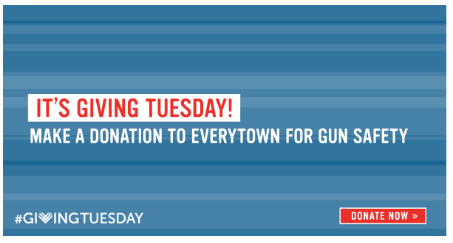 IT'S GIVING TUESDAY!
MAKE A DONATION TO EVERYTOWN FOR GUN SAFETY
#GIVINGTUESDAY
DONATE NOW »